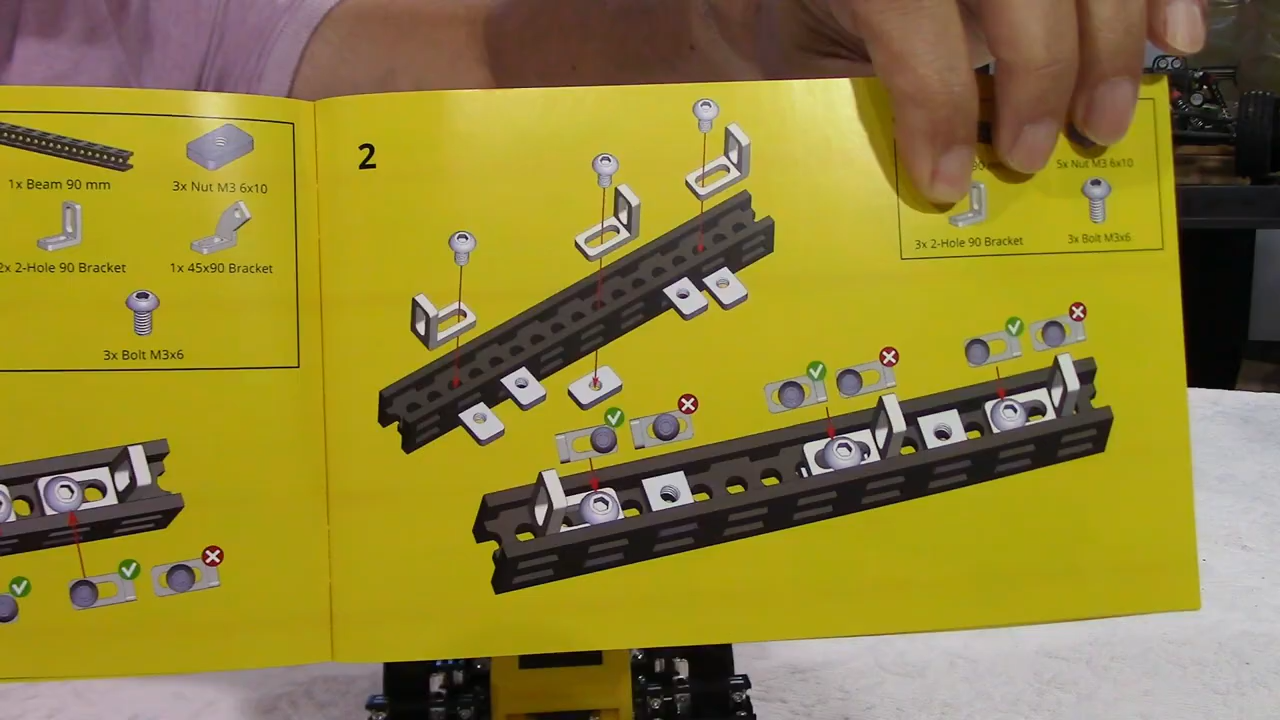 1x Beam 90 mm
3x Nut M3 6x10
2x 2-Hole 90 Bracket
1x 45x90 Bracket
3x Bolt M3x6
2
5x Nut M3 6x10
3x 2-Hole 90 Bracket
3x Bolt M3x6